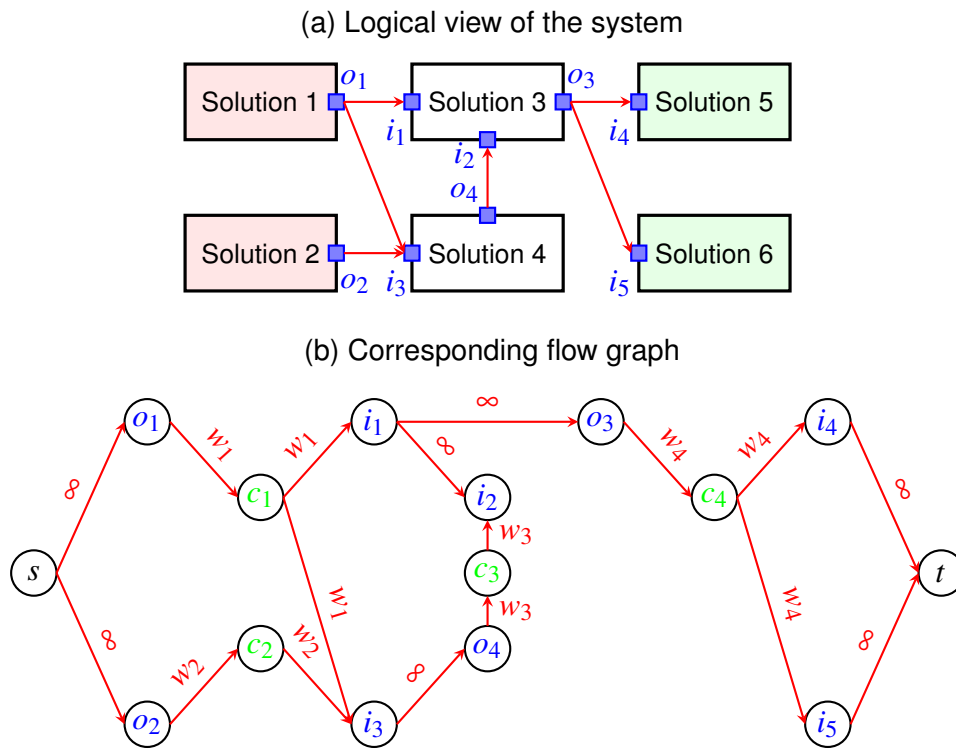 (a) Logical view of the system
o₁ o₃
Solution 1 Solution 3 Solution 5
i₁ i₂ i₄
o₄
Solution 2 Solution 4 Solution 6
o₂ i₃ i₅
(b) Corresponding flow graph
∞
o₁ w₁ w₁ i₁ o₃ w₄ w₄ i₄
∞ ∞ ∞
c₁ i₂ c₄
w₃
s w₁ c₃ w₄ t
w₃
∞ c₂ w₂ o₄ ∞
w₂ ∞
o₂ i₃ i₅